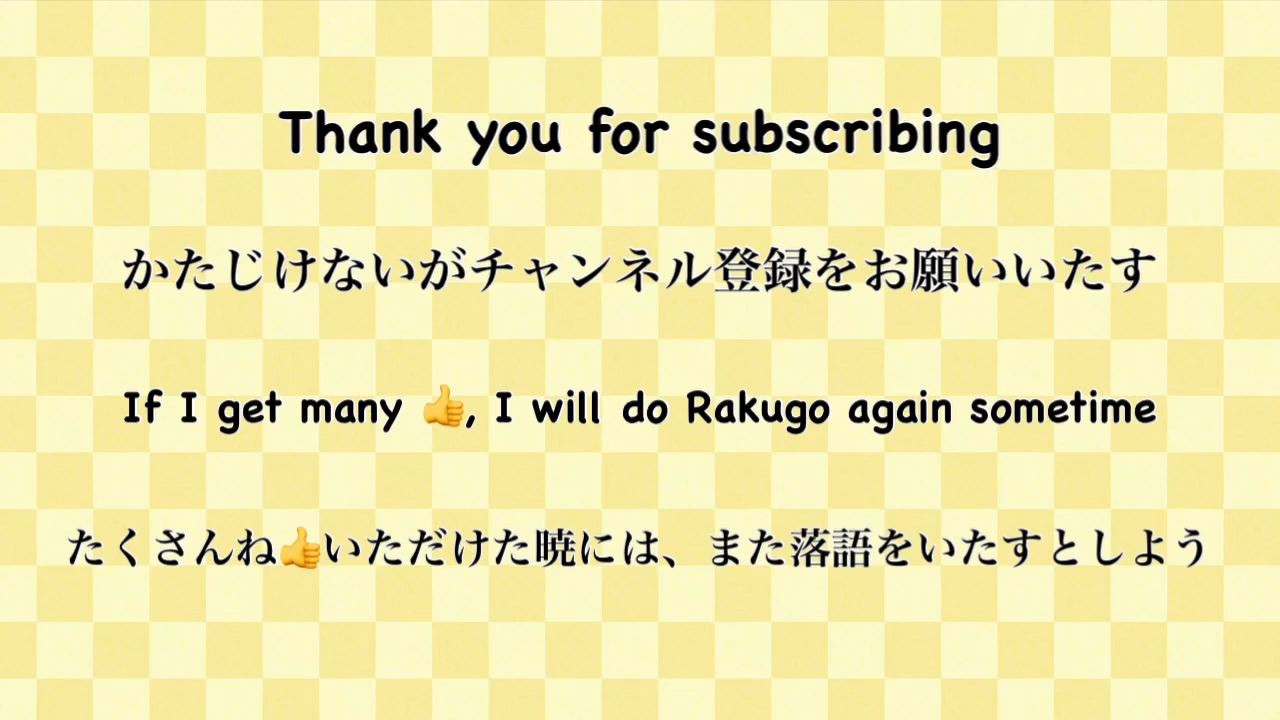 Thank you for subscribing
かたじけないがチャンネル登録をお願いいたす
If I get many 👍, I will do Rakugo again sometime
たくさんね👍いただけた暁には、また落語をいたすとしよう